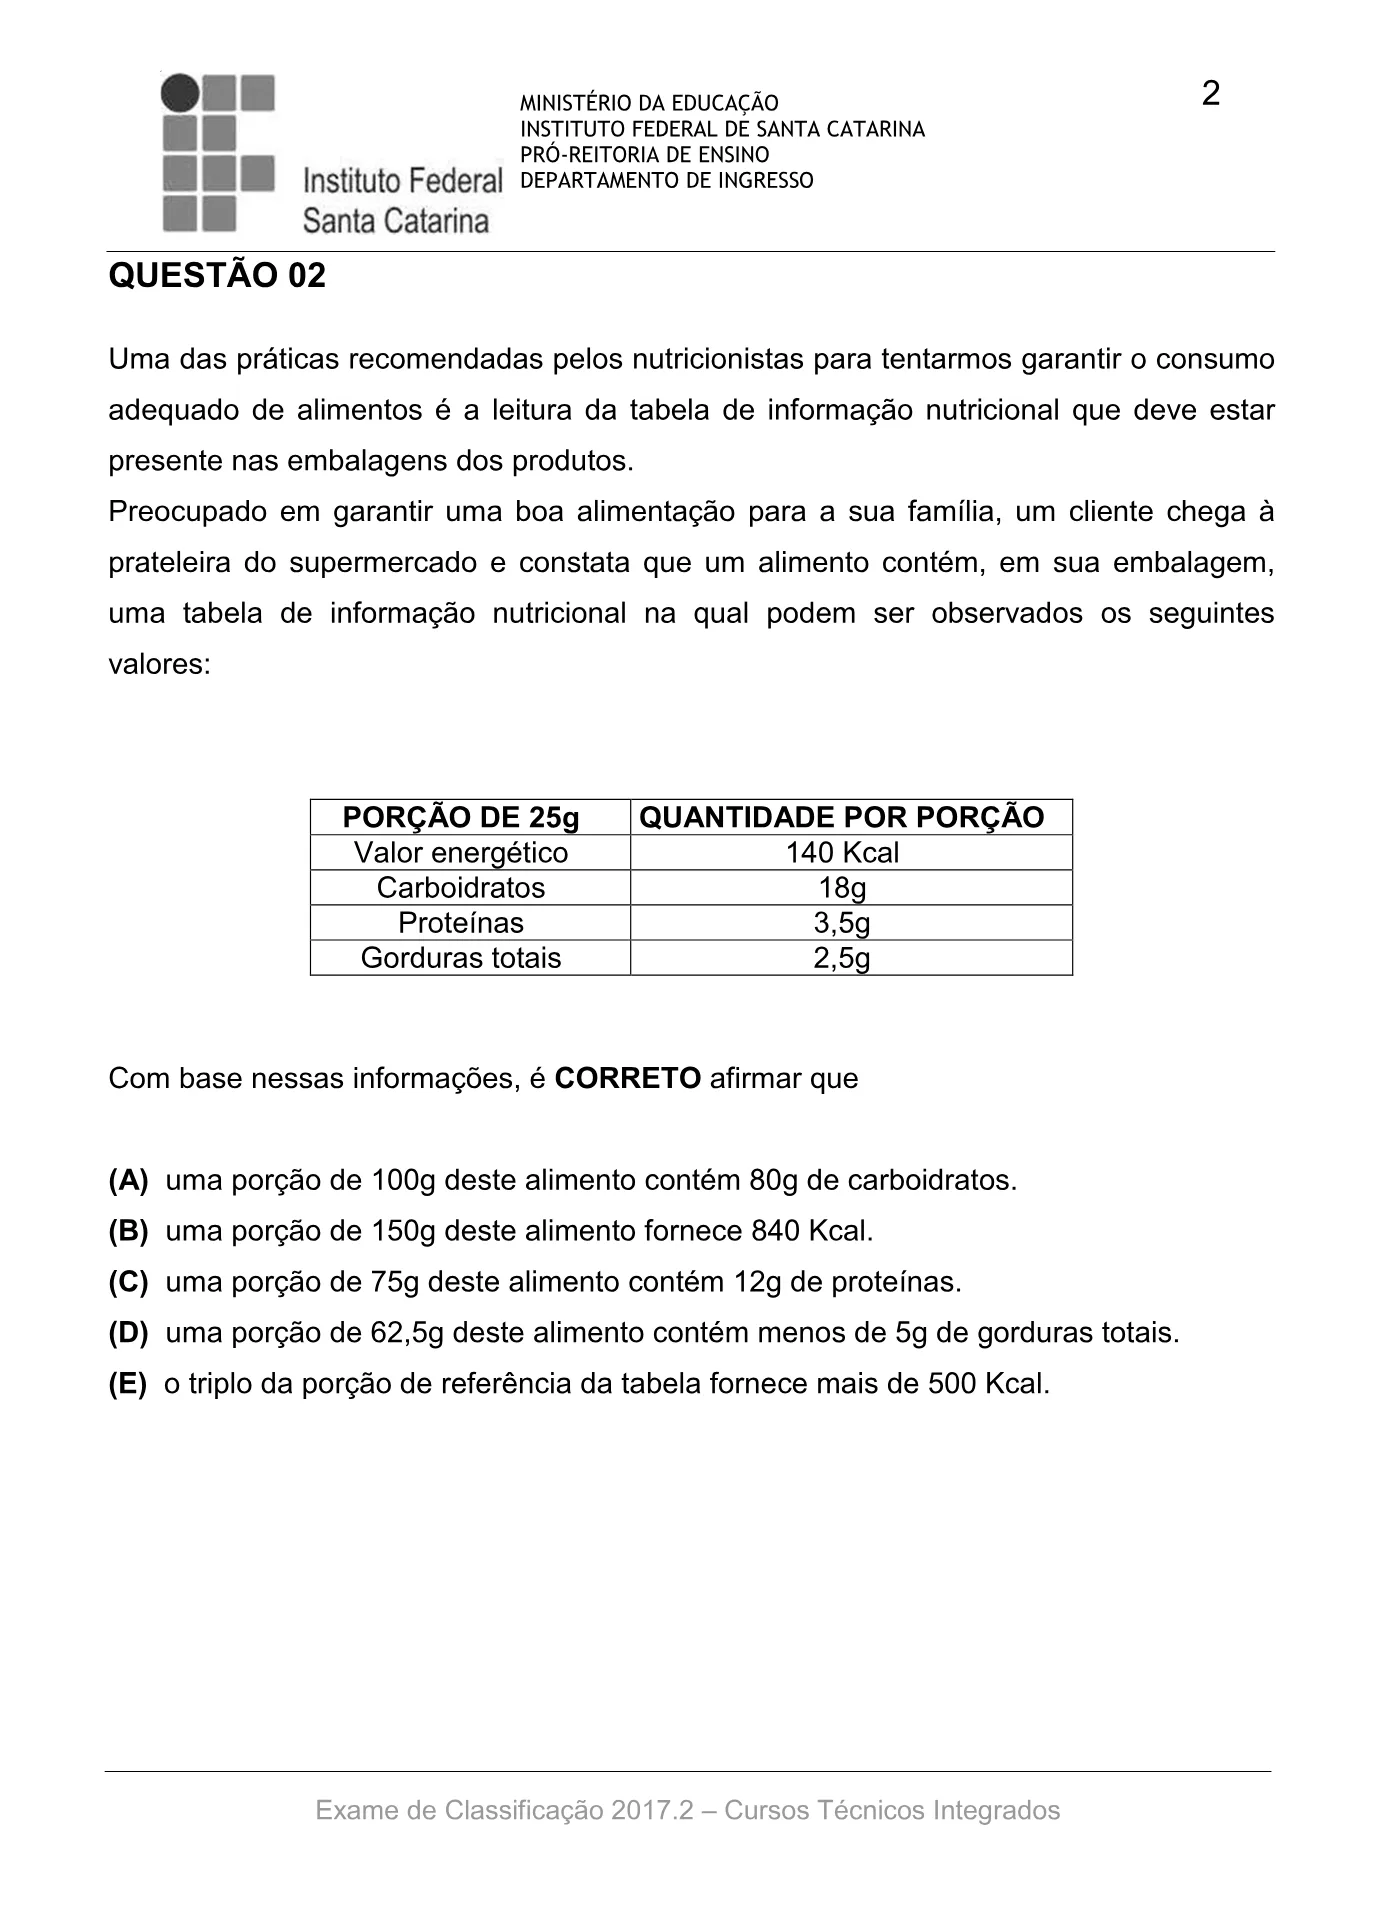 2
MINISTÉRIO DA EDUCAÇÃO
INSTITUTO FEDERAL DE SANTA CATARINA
PRÓ-REITORIA DE ENSINO
DEPARTAMENTO DE INGRESSO
Instituto Federal
Santa Catarina
QUESTÃO 02
Uma das práticas recomendadas pelos nutricionistas para tentarmos garantir o consumo
adequado de alimentos é a leitura da tabela de informação nutricional que deve estar
presente nas embalagens dos produtos.
Preocupado em garantir uma boa alimentação para a sua família, um cliente chega à
prateleira do supermercado e constata que um alimento contém, em sua embalagem,
uma tabela de informação nutricional na qual podem ser observados os seguintes
valores:
PORÇÃO DE 25g QUANTIDADE POR PORÇÃO
Valor energético 140 Kcal
Carboidratos 18g
Proteínas 3,5g
Gorduras totais 2,5g
Com base nessas informações, é CORRETO afirmar que
(A) uma porção de 100g deste alimento contém 80g de carboidratos.
(B) uma porção de 150g deste alimento fornece 840 Kcal.
(C) uma porção de 75g deste alimento contém 12g de proteínas.
(D) uma porção de 62,5g deste alimento contém menos de 5g de gorduras totais.
(E) o triplo da porção de referência da tabela fornece mais de 500 Kcal.
Exame de Classificação 2017.2 – Cursos Técnicos Integrados